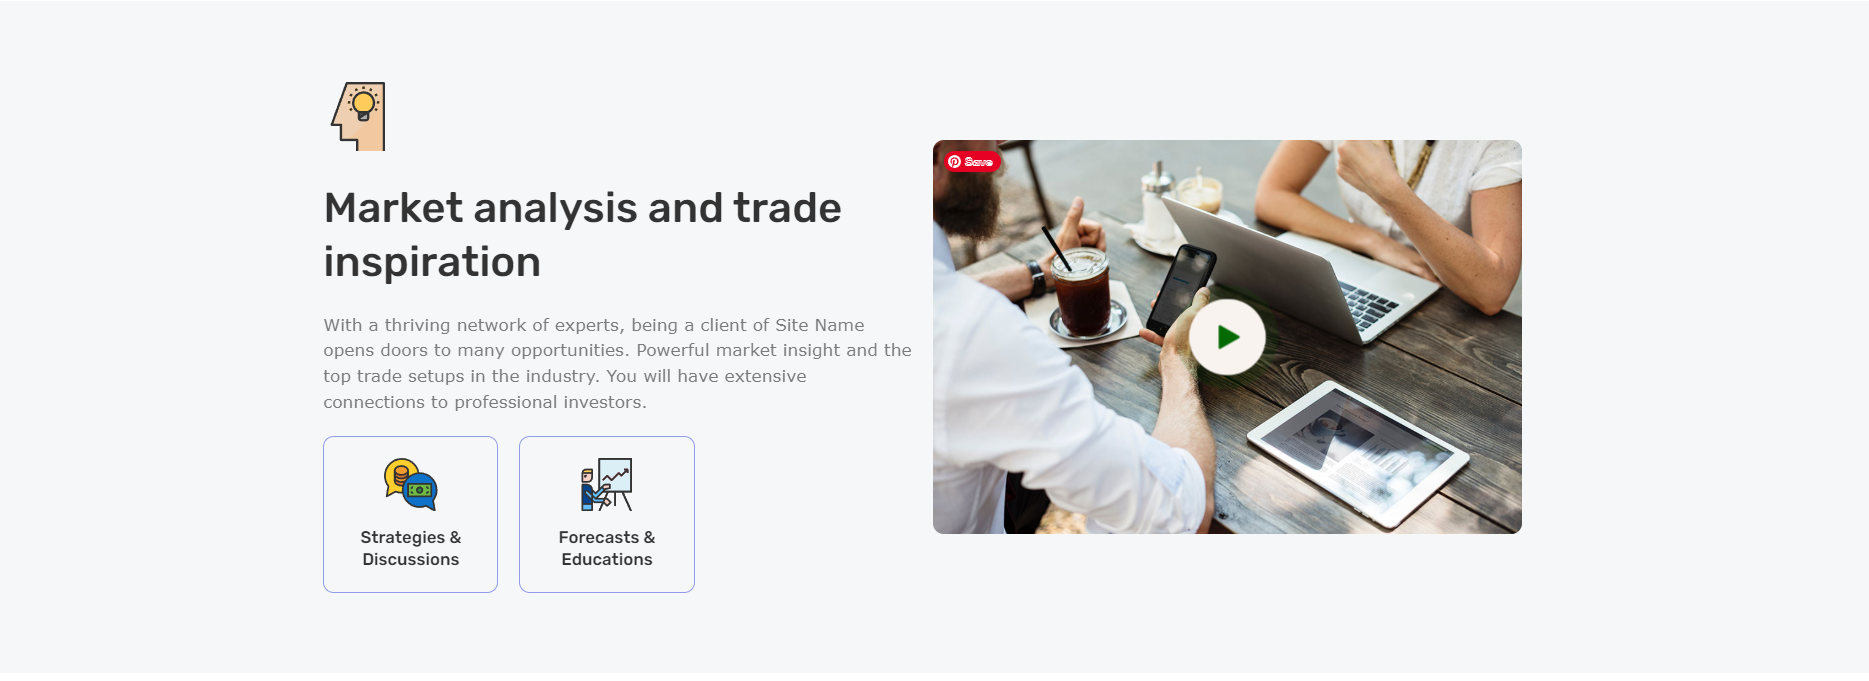 Market analysis and trade
inspiration
With a thriving network of experts, being a client of Site Name
opens doors to many opportunities. Powerful market insight and the
top trade setups in the industry. You will have extensive
connections to professional investors.
Strategies &
Discussions
Forecasts &
Educations
Save